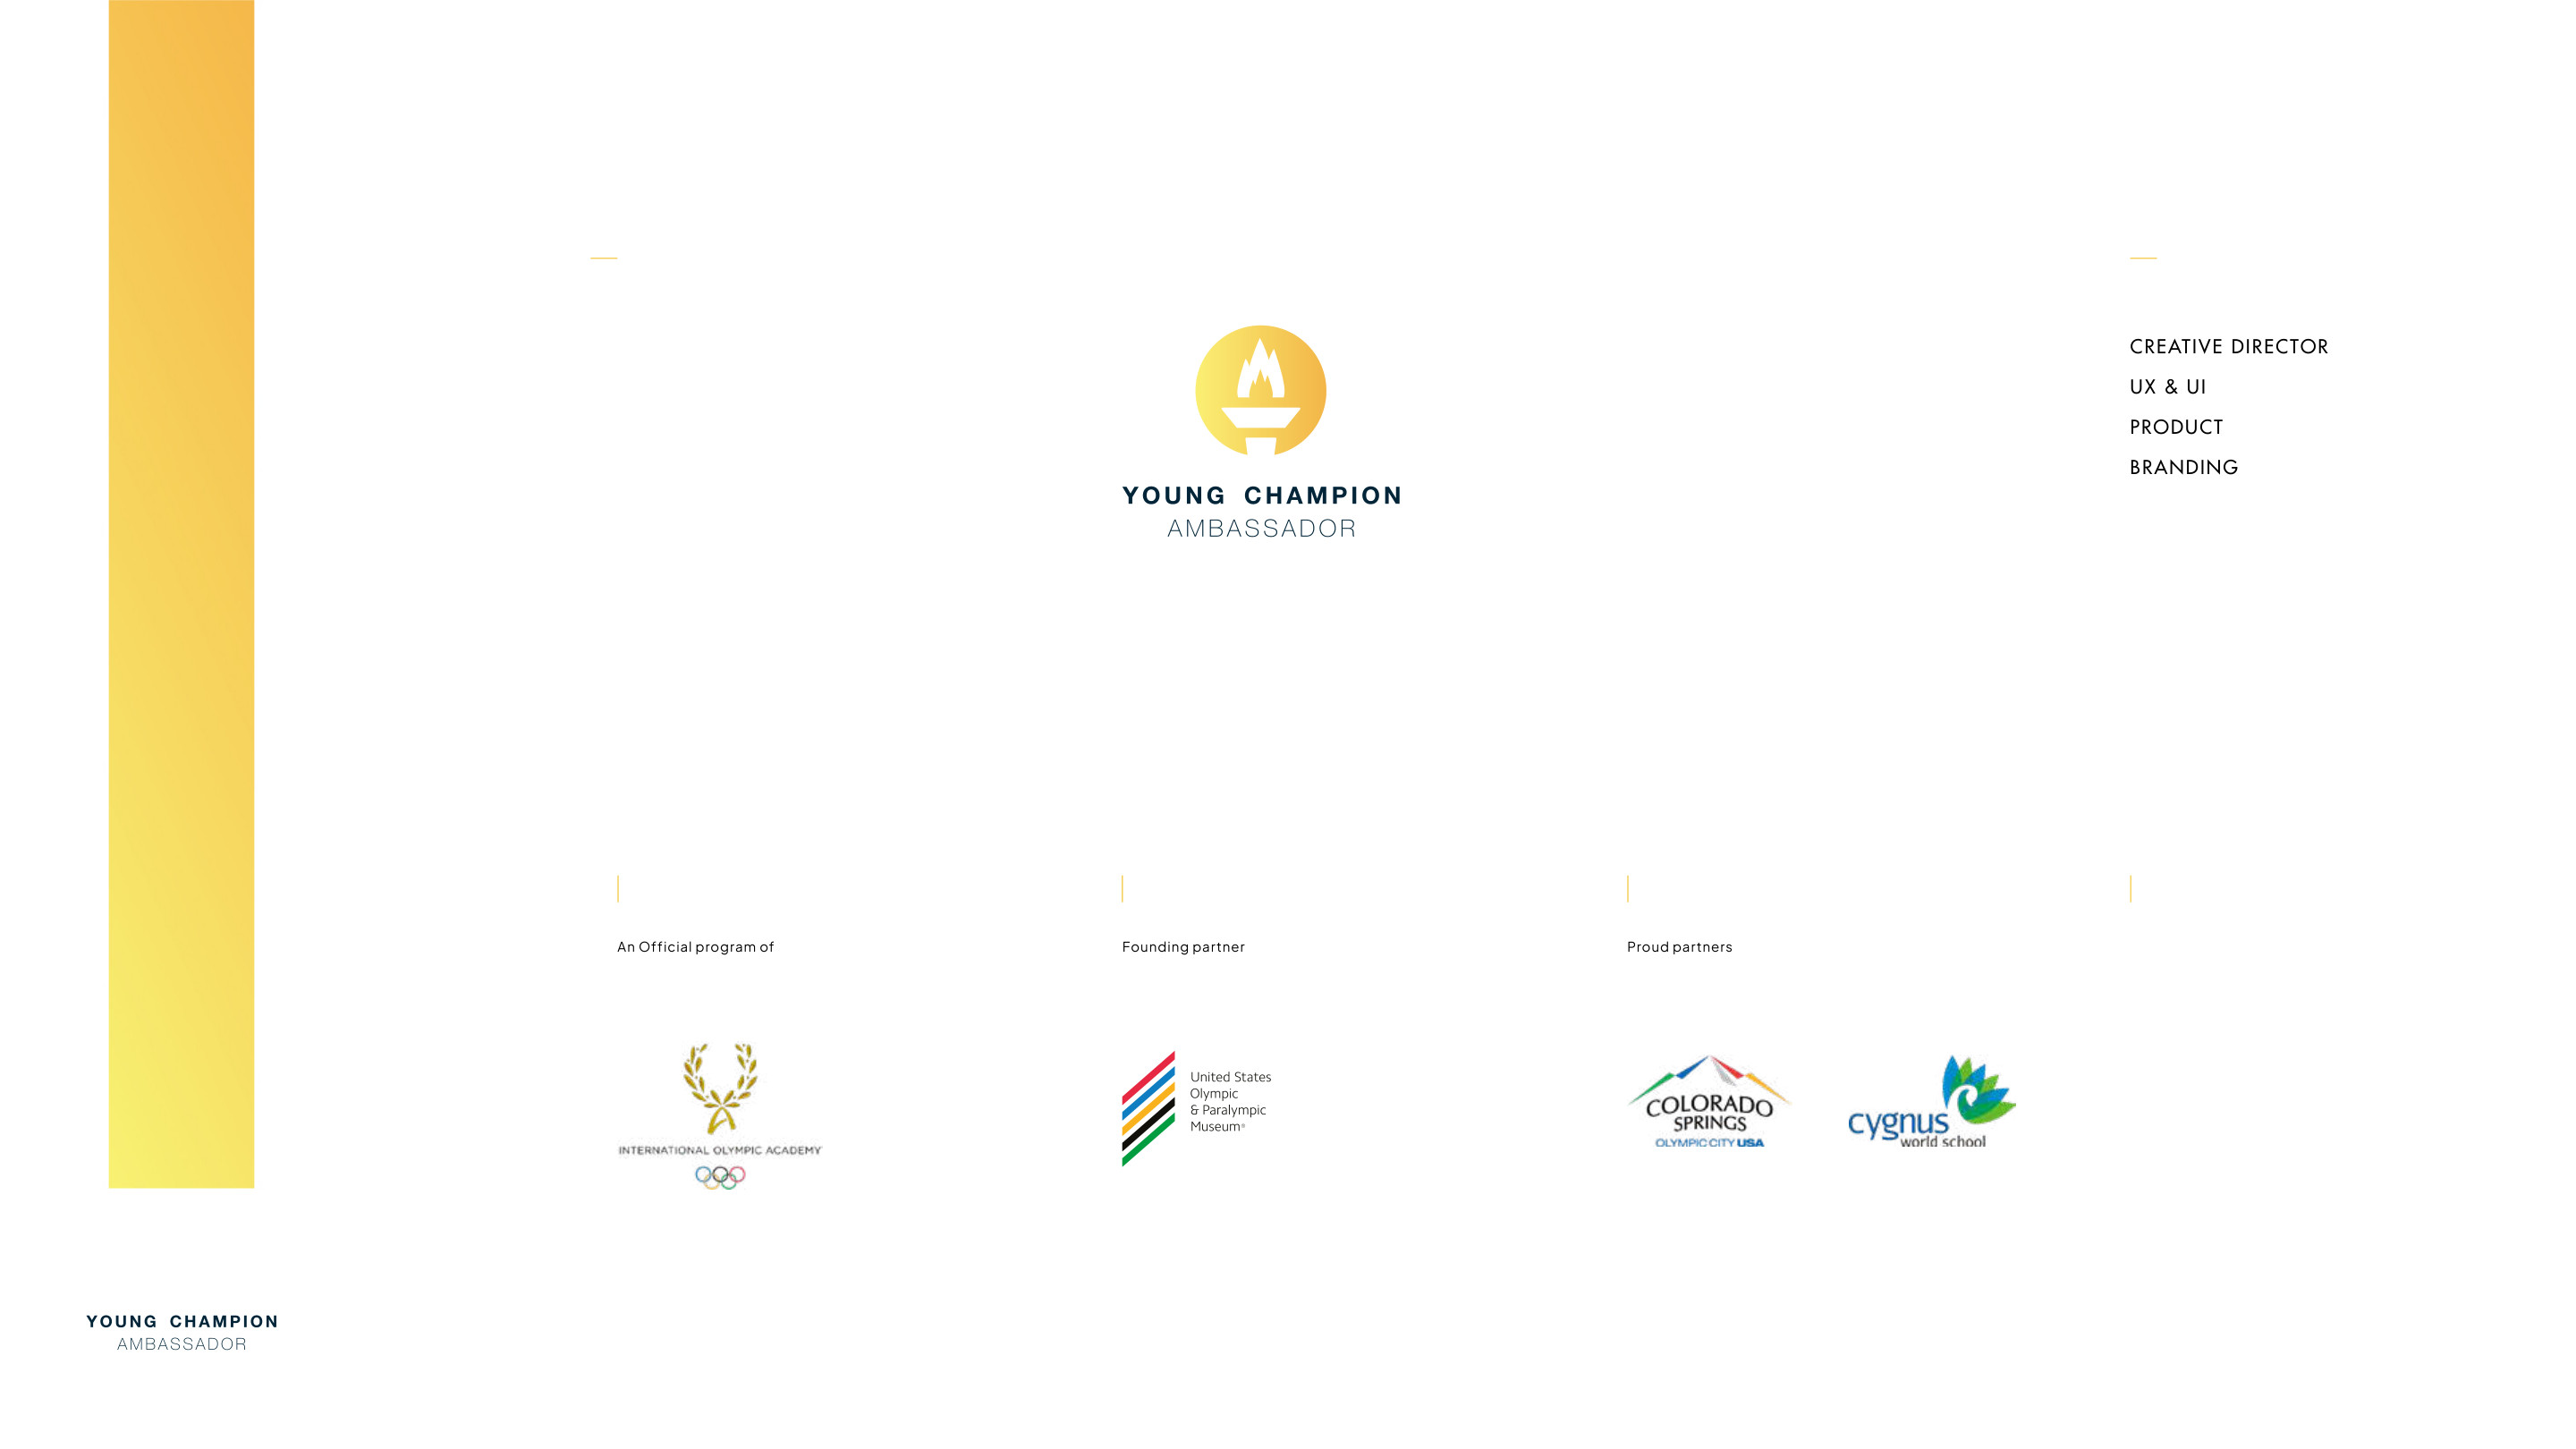 YOUNG CHAMPION
AMBASSADOR
CREATIVE DIRECTOR
UX & UI
PRODUCT
BRANDING
An Official program of
Founding partner
Proud partners
INTERNATIONAL OLYMPIC ACADEMY
United States
Olympic
& Paralympic
Museum®
COLORADO
SPRINGS
OLYMPIC CITY USA
cygnus
world school
YOUNG CHAMPION
AMBASSADOR